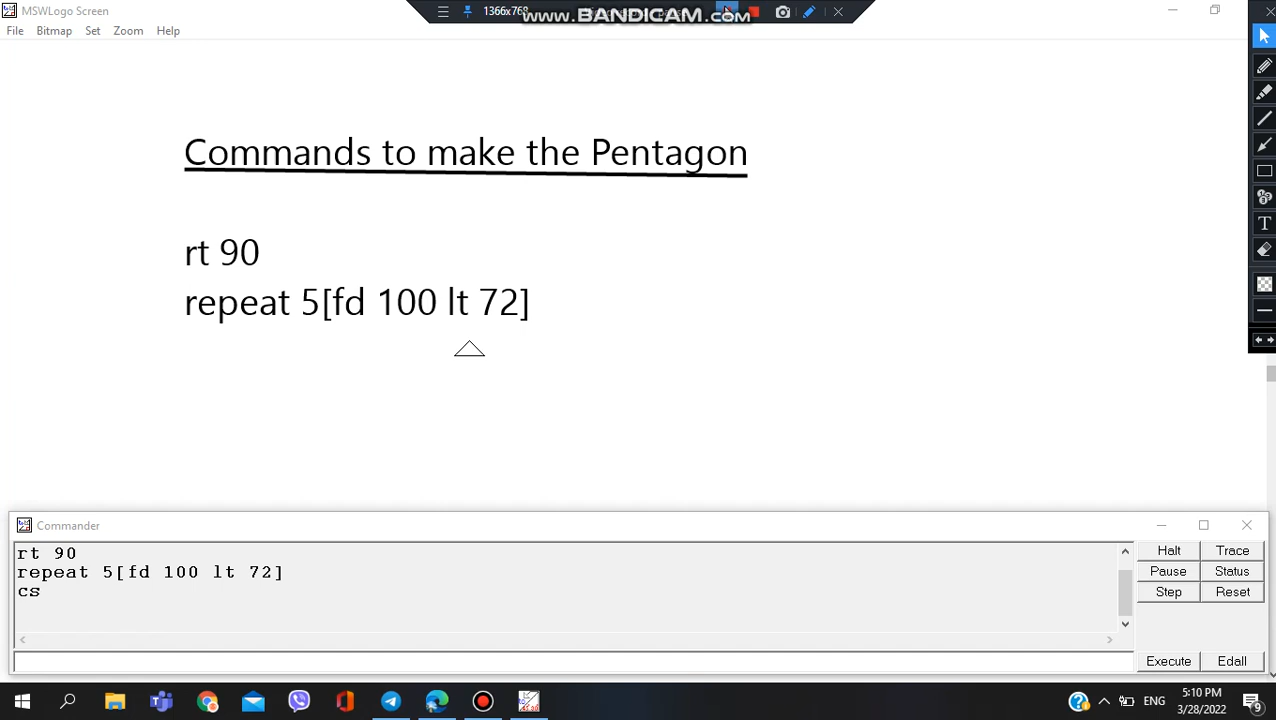 MSWLogo Screen
1366x768
www.BANDICAM.com
File Bitmap Set Zoom Help
Commands to make the Pentagon
rt 90
repeat 5[fd 100 lt 72]
T
Commander
rt 90
repeat 5[fd 100 lt 72]
cs
Halt Trace
Pause Status
Step Reset
Execute Edall
ENG
5:10 PM
3/28/2022
9